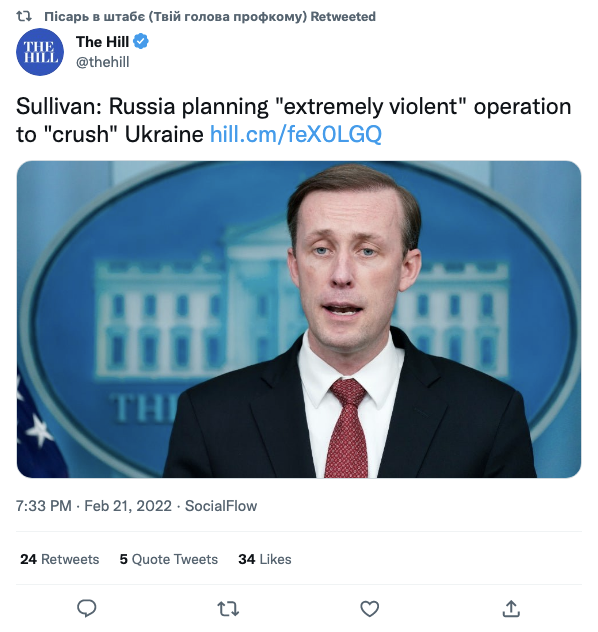 Пісарь в штабє (Твій голова профкому) Retweeted
THE
HILL
The Hill
@thehill
Sullivan: Russia planning "extremely violent" operation
to "crush" Ukraine hill.cm/feX0LGQ
TH
7:33 PM · Feb 21, 2022 · SocialFlow
24 Retweets 5 Quote Tweets 34 Likes